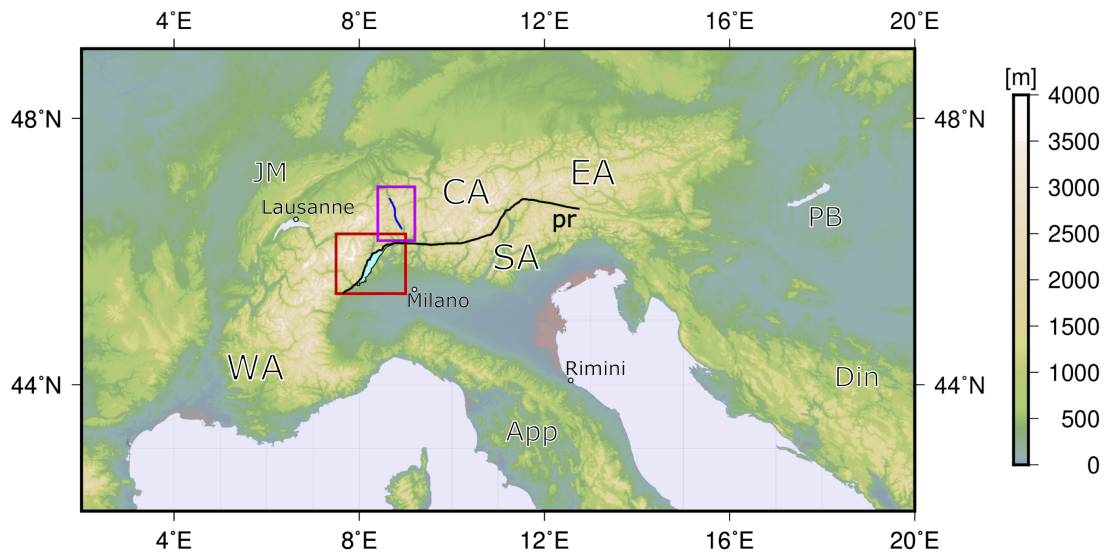 4˚E 8˚E 12˚E 16˚E 20˚E
[m]
4000
48˚N 48˚N
3500
JM EA
3000
CA
Lausanne PB
pr
2500
SA
2000
Milano
1500
WA Rimini
Din
44˚N 44˚N
1000
App
500
0
4˚E 8˚E 12˚E 16˚E 20˚E